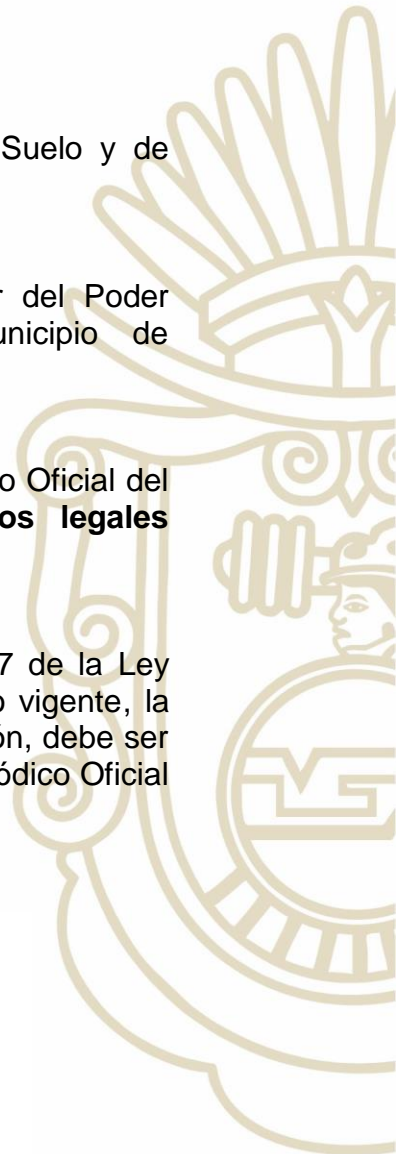 Suelo y de
del Poder
unicipio de
o Oficial del
os legales
7 de la Ley
o vigente, la
ón, debe ser
ódico Oficial